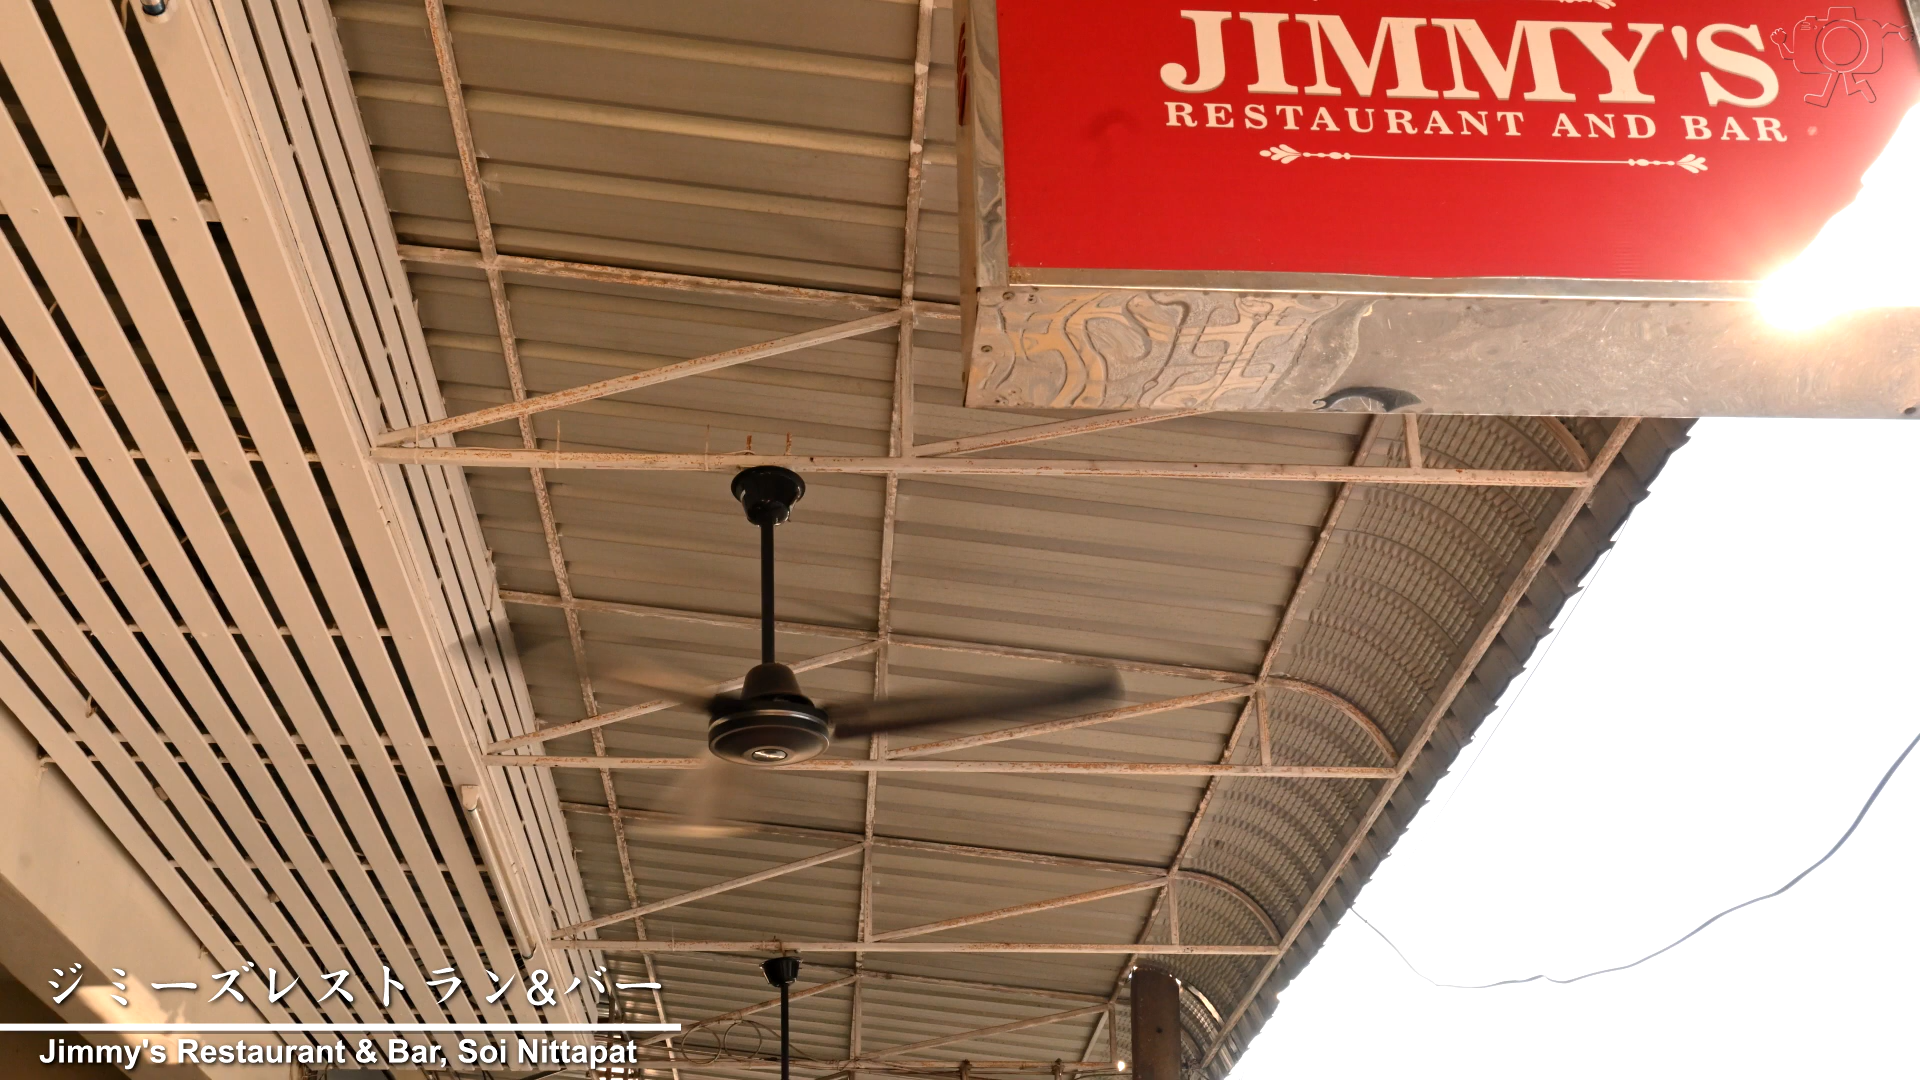 JIMMY'S
RESTAURANT AND BAR
ジミーズレストラン&バー
Jimmy's Restaurant & Bar, Soi Nittapat